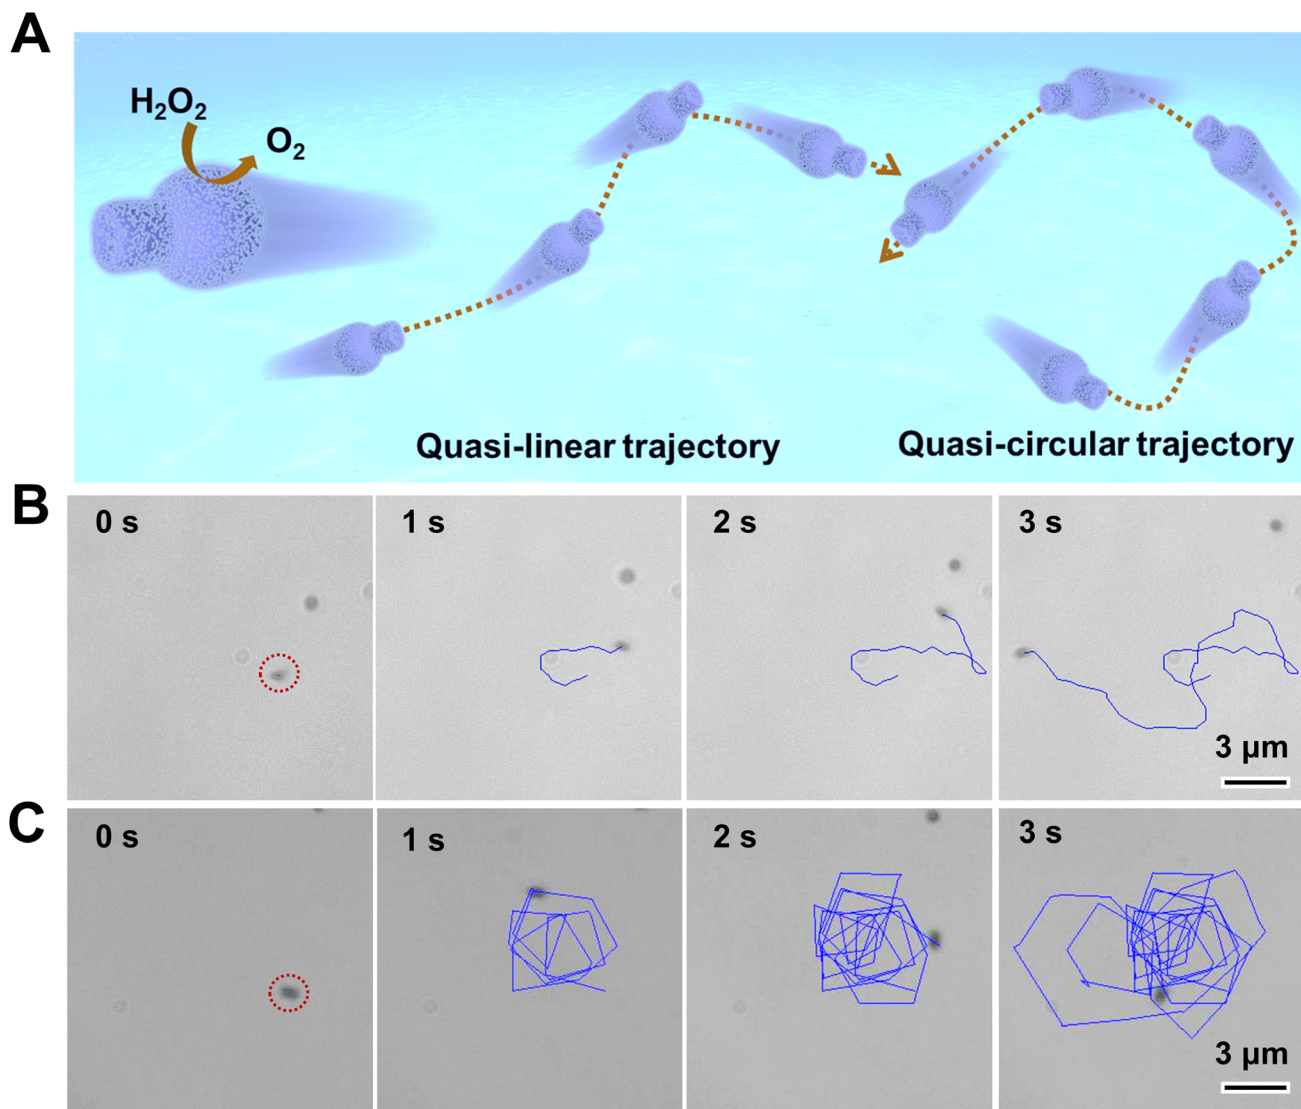 A
H₂O₂
O₂
Quasi-linear trajectory
Quasi-circular trajectory
B
0 s
1 s
2 s
3 s
3 μm
C
0 s
1 s
2 s
3 s
3 μm